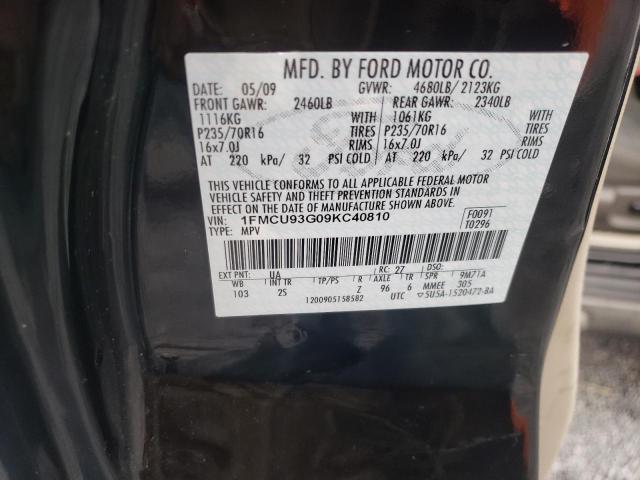 MFD. BY FORD MOTOR CO.
DATE: 05/09 GVWR: 4680LB/ 2123KG
FRONT GAWR: 2460LB REAR GAWR: 2340LB
1116KG WITH 1061KG WITH
P235/70R16 TIRES P235/70R16 TIRES
16x7.0J RIMS 16x7.0J RIMS
AT 220 kPa/ 32 PSI COLD AT 220 kPa/ 32 PSI COLD
THIS VEHICLE CONFORMS TO ALL APPLICABLE FEDERAL MOTOR
VEHICLE SAFETY AND THEFT PREVENTION STANDARDS IN
EFFECT ON THE DATE OF MANUFACTURE SHOWN ABOVE.
VIN: 1FMCU93G09KC40810 F0091
TYPE: MPV T0296
EXT PNT: UA RC: 27 DSO:
WB INT TR TP/PS R AXLE TR SPR 9M71A
103 2S Z 96 6 MMEE 305
1200905158582 UTC 5U5A-1520472-BA